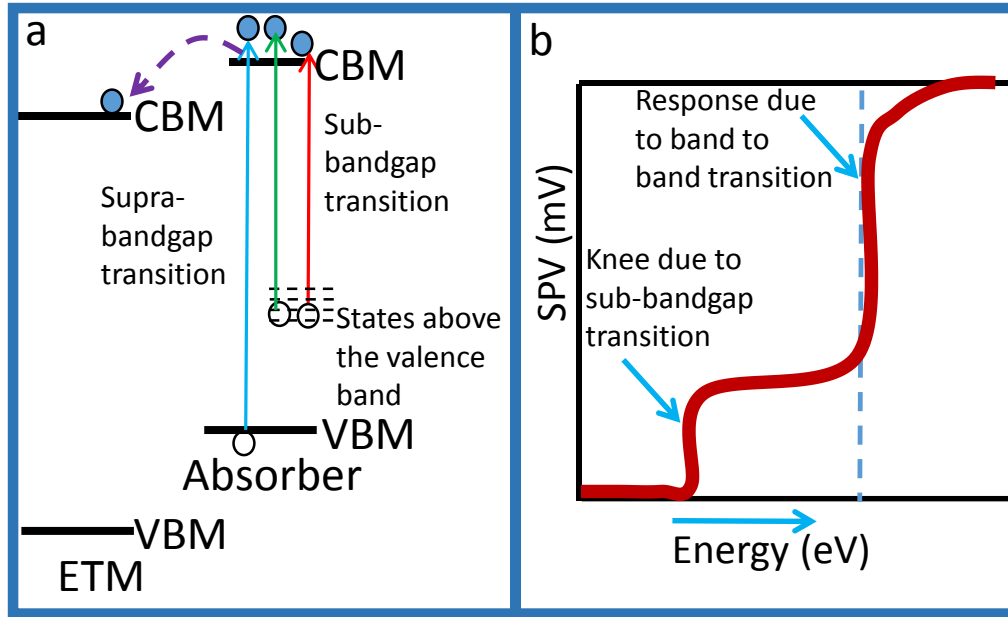 a
CBM
CBM
Sub-
bandgap
transition
Supra-
bandgap
transition
States above
the valence
band
VBM
Absorber
VBM
ETM
b
Response due
to band to
band transition
Knee due to
sub-bandgap
transition
SPV (mV)
Energy (eV)